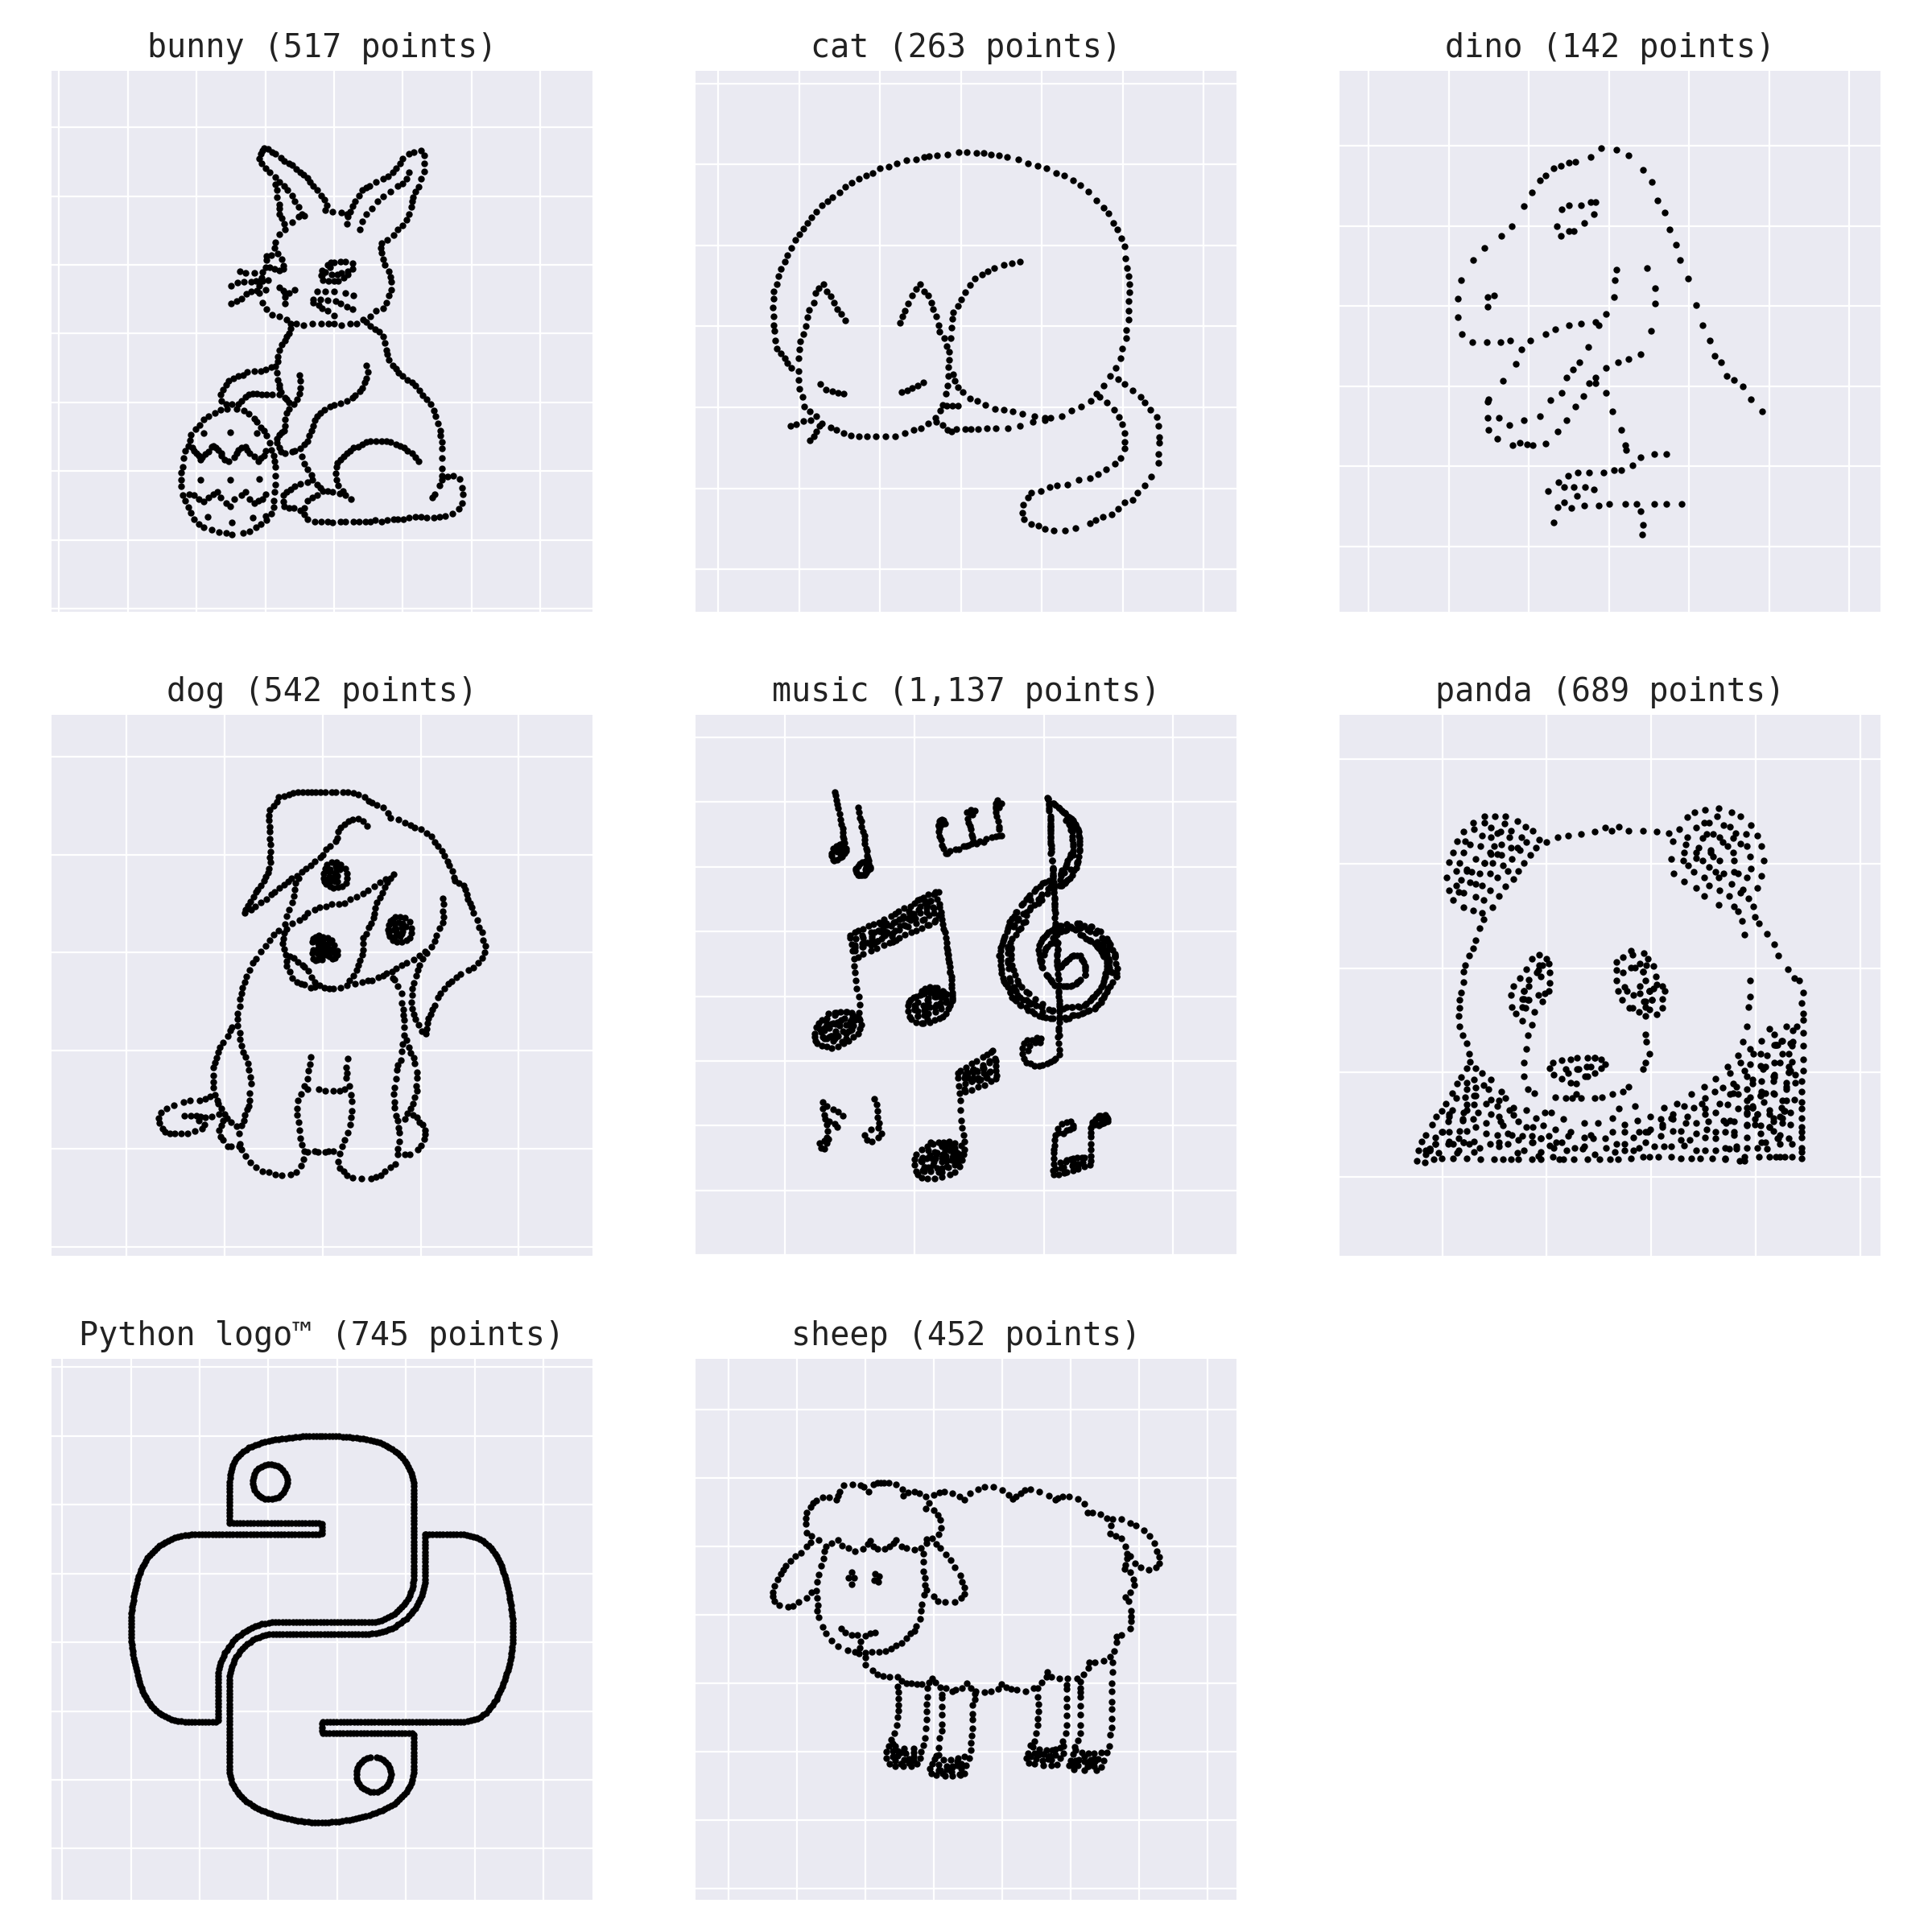 bunny (517 points)
cat (263 points)
dino (142 points)
dog (542 points)
music (1,137 points)
panda (689 points)
Python logo™ (745 points)
sheep (452 points)